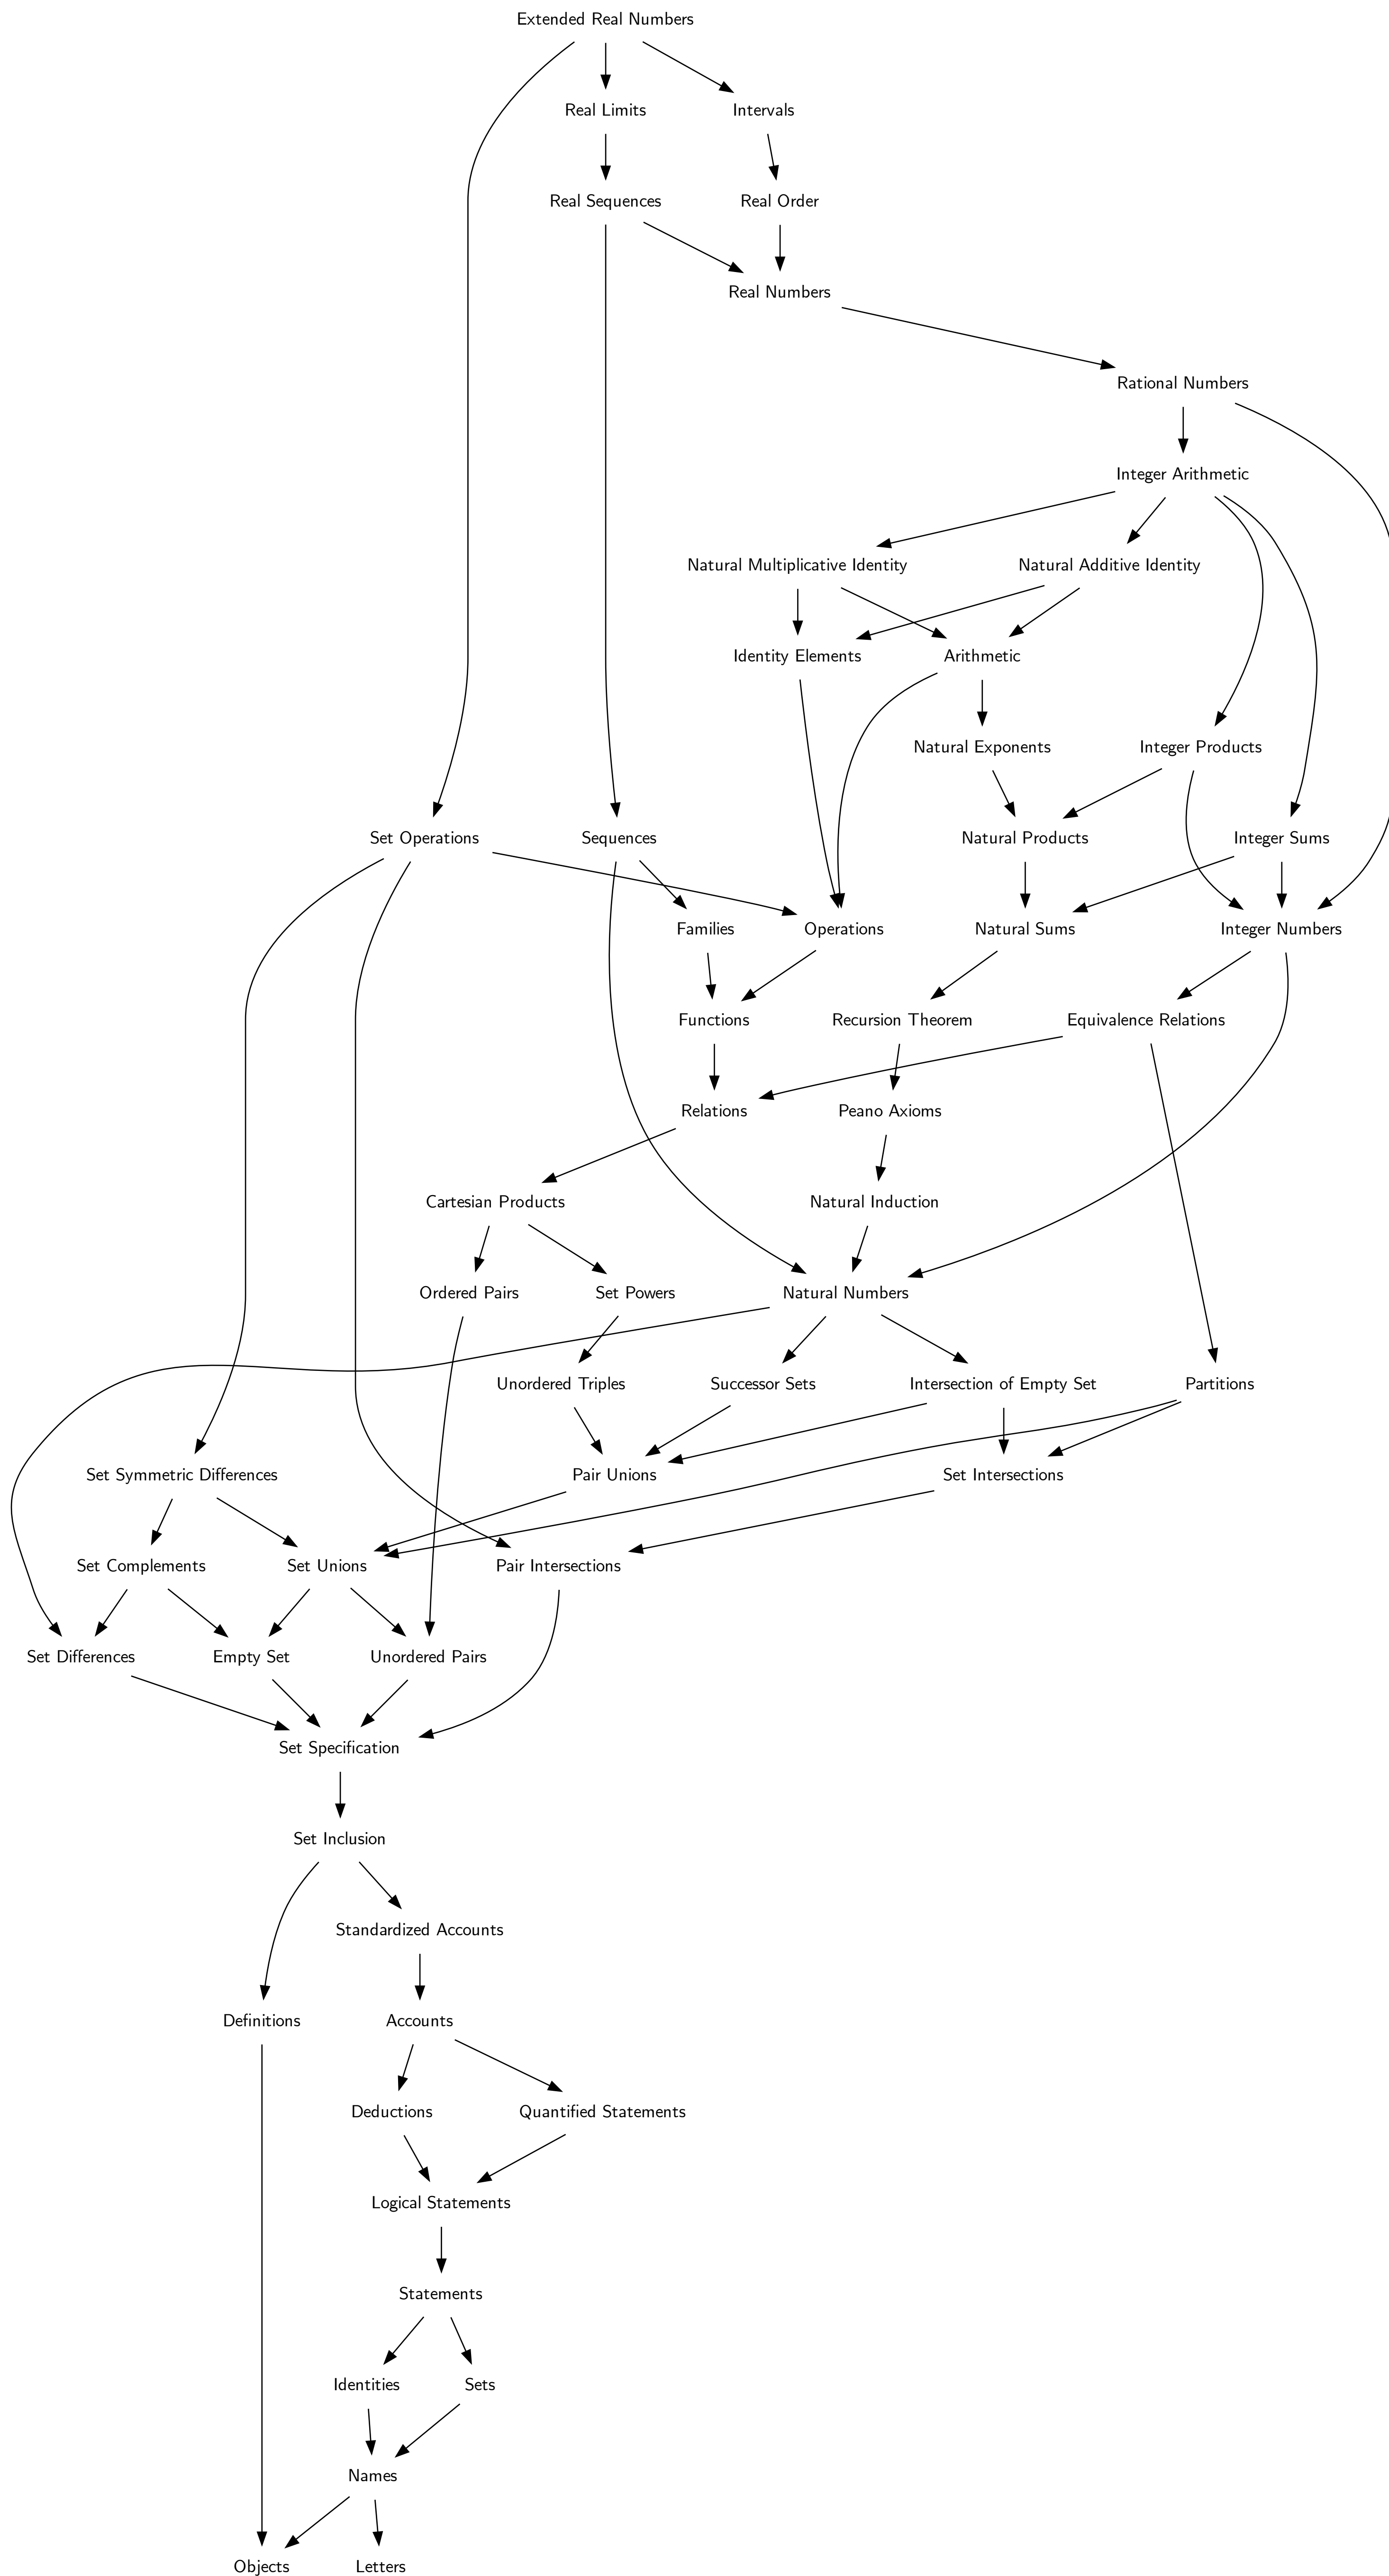 Extended Real Numbers
Real Limits
Intervals
Real Sequences
Real Order
Real Numbers
Rational Numbers
Integer Arithmetic
Natural Multiplicative Identity
Natural Additive Identity
Identity Elements
Arithmetic
Natural Exponents
Integer Products
Set Operations
Sequences
Natural Products
Integer Sums
Families
Operations
Natural Sums
Integer Numbers
Functions
Recursion Theorem
Equivalence Relations
Relations
Peano Axioms
Cartesian Products
Natural Induction
Ordered Pairs
Set Powers
Natural Numbers
Unordered Triples
Successor Sets
Intersection of Empty Set
Partitions
Set Symmetric Differences
Pair Unions
Set Intersections
Set Complements
Set Unions
Pair Intersections
Set Differences
Empty Set
Unordered Pairs
Set Specification
Set Inclusion
Standardized Accounts
Definitions
Accounts
Deductions
Quantified Statements
Logical Statements
Statements
Identities
Sets
Names
Objects
Letters